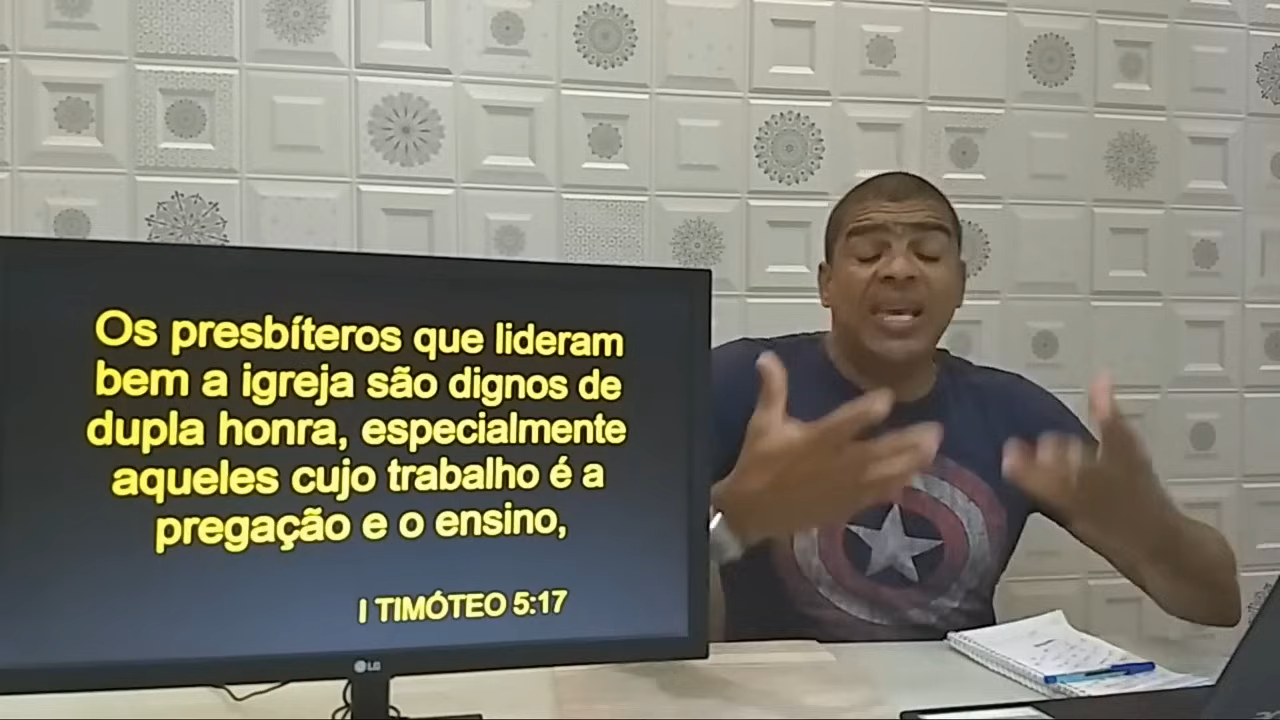 Os presbíteros que lideram
bem a igreja são dignos de
dupla honra, especialmente
aqueles cujo trabalho é a
pregação e o ensino,
I TIMÓTEO 5:17
LG